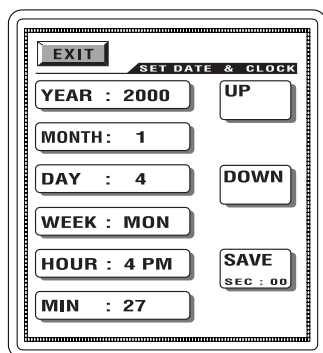 EXIT
SET DATE & CLOCK
YEAR : 2000
UP
MONTH : 1
DAY : 4
DOWN
WEEK : MON
HOUR : 4 PM
SAVE
SEC : 00
MIN : 27